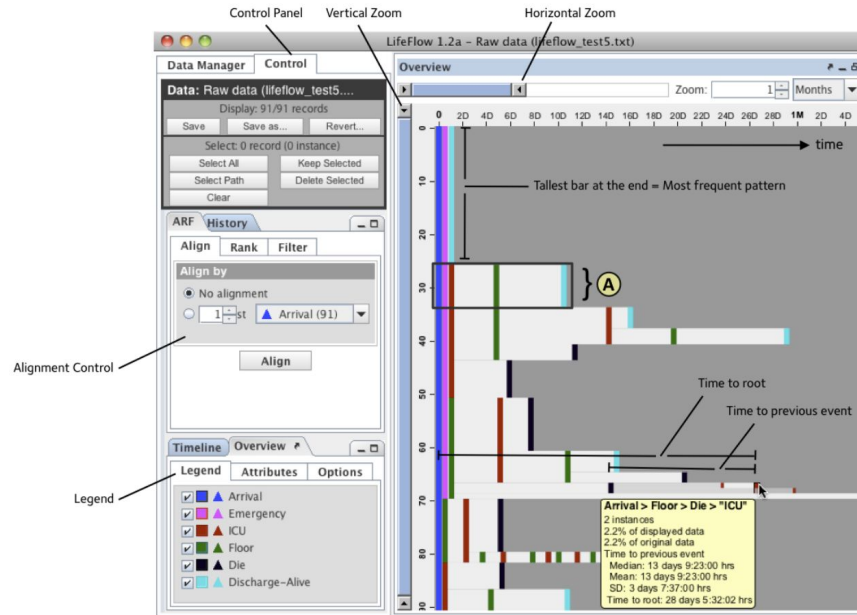 Control Panel
Vertical Zoom
Horizontal Zoom
LifeFlow 1.2a - Raw data (lifeflow_test5.txt)
Data Manager
Control
Overview
Data: Raw data (lifeflow_test5....
Display: 91/91 records
Save
Save as...
Revert...
Select: 0 record (0 instance)
Select All
Keep Selected
Select Path
Delete Selected
Clear
Zoom:
1
Months
0
2D
4D
6D
8D
10D
12D
14D
16D
18D
20D
22D
24D
26D
28D
1M
2D
4D
time
0
10
20
30
40
50
60
70
80
90
Tallest bar at the end = Most frequent pattern
A
ARF
History
Align
Rank
Filter
Align by
No alignment
1 st
Arrival (91)
Align
Alignment Control
Time to root
Time to previous event
Timeline
Overview
Legend
Legend
Attributes
Options
Arrival
Emergency
ICU
Floor
Die
Discharge-Alive
Arrival > Floor > Die > "ICU"
2 instances
2.2% of displayed data
2.2% of original data
Time to previous event
Median: 13 days 9:23:00 hrs
Mean: 13 days 9:23:00 hrs
SD: 3 days 7:37:00 hrs
Time to root: 28 days 5:32:02 hrs